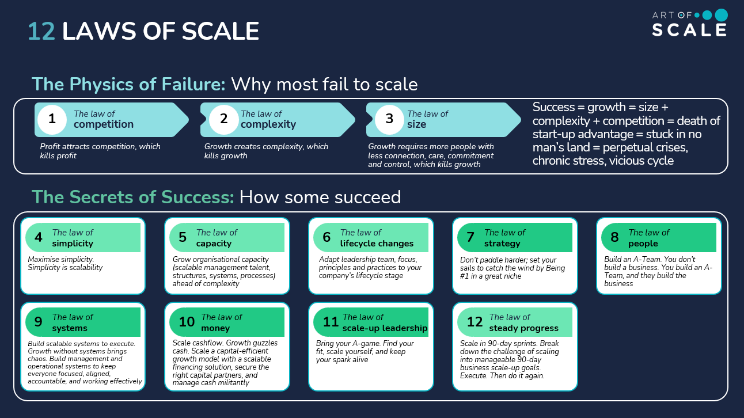 12 LAWS OF SCALE
ART OF
SCALE
The Physics of Failure: Why most fail to scale
1
The law of
competition
Profit attracts competition, which
kills profit
2
The law of
complexity
Growth creates complexity, which
kills growth
3
The law of
size
Growth requires more people with
less connection, care, commitment
and control, which kills growth
Success = growth = size +
complexity + competition = death of
start-up advantage = stuck in no
man's land = perpetual crises,
chronic stress, vicious cycle
The Secrets of Success: How some succeed
4
The law of
simplicity
Maximise simplicity.
Simplicity is scalability
5
The law of
capacity
Grow organisational capacity
(scalable management talent,
structures, systems, processes)
ahead of complexity
6
The law of
lifecycle changes
Adapt leadership team, focus,
principles and practices to your
company's lifecycle stage
7
The law of
strategy
Don't paddle harder; set your
sails to catch the wind by Being
#1 in a great niche
8
The law of
people
Build an A-Team. You don't
build a business. You build an A-
Team, and they build the
business
9
The law of
systems
Build scalable systems to execute.
Growth without systems brings
chaos. Build management and
operational systems to keep
everyone focused, aligned,
accountable, and working effectively
10
The law of
money
Scale cashflow. Growth guzzles
cash. Scale a capital-efficient
growth model with a scalable
financing solution, secure the
right capital partners, and
manage cash militantly
11
The law of
scale-up leadership
Bring your A-game. Find your
fit, scale yourself, and keep
your spark alive
12
The law of
steady progress
Scale in 90-day sprints. Break
down the challenge of scaling
into manageable 90-day
business scale-up goals.
Execute. Then do it again.